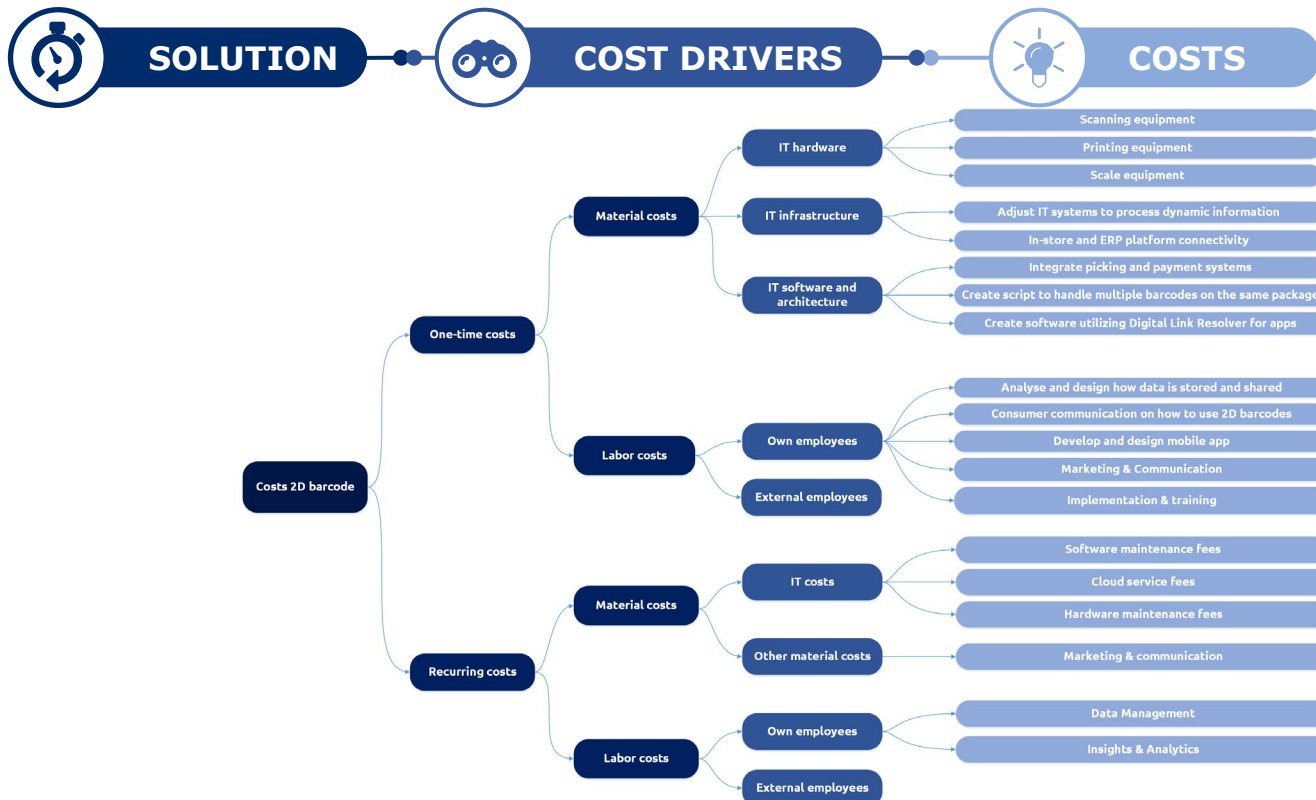 SOLUTION
COST DRIVERS
COSTS
Scanning equipment
IT hardware
Printing equipment
Scale equipment
Material costs
IT infrastructure
Adjust IT systems to process dynamic information
In-store and ERP platform connectivity
Integrate picking and payment systems
IT software and
architecture
Create script to handle multiple barcodes on the same package
Create software utilizing Digital Link Resolver for apps
One-time costs
Analyse and design how data is stored and shared
Consumer communication on how to use 2D barcodes
Labor costs
Own employees
Develop and design mobile app
Marketing & Communication
Implementation & training
External employees
Costs 2D barcode
Software maintenance fees
IT costs
Cloud service fees
Material costs
Hardware maintenance fees
Other material costs
Marketing & communication
Recurring costs
Data Management
Own employees
Insights & Analytics
Labor costs
External employees